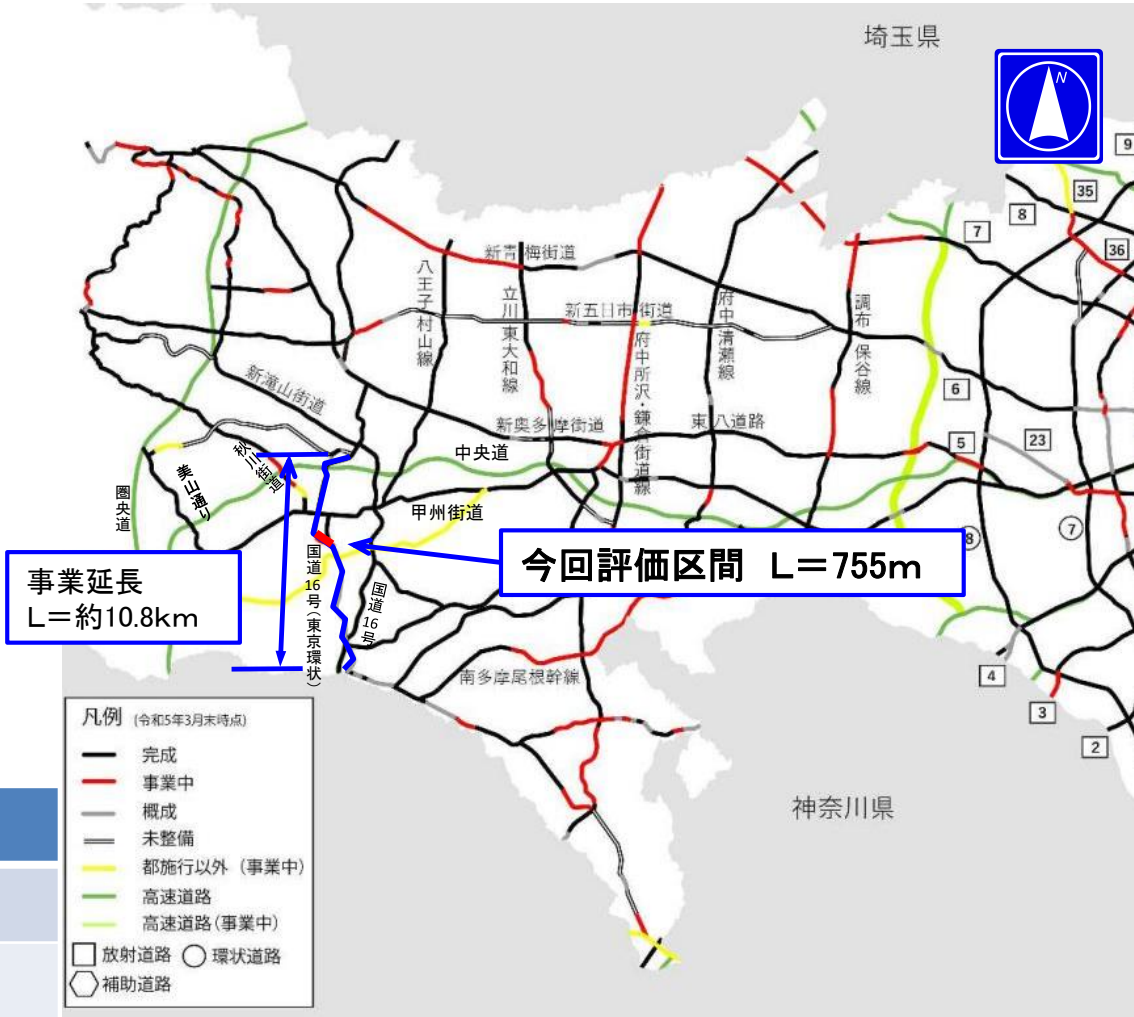 埼玉県
N
9
35
8
7
36
新青梅街道
八王子村山線
立川東大和線
新五日市街道
府中清瀬線
調布保谷線
府中所沢・鎌倉街道線
新滝山街道
6
新奥多摩街道
東八道路
5
23
秋川街道
中央道
美山通り
圏央道
甲州街道
8
7
今回評価区間 L=755m
事業延長
L=約10.8km
国道16号(東京環状)
国道16号
南多摩尾根幹線
4
3
2
神奈川県
凡例 (令和5年3月末時点)
完成
事業中
概成
未整備
都施行以外(事業中)
高速道路
高速道路(事業中)
放射道路 環状道路
補助道路